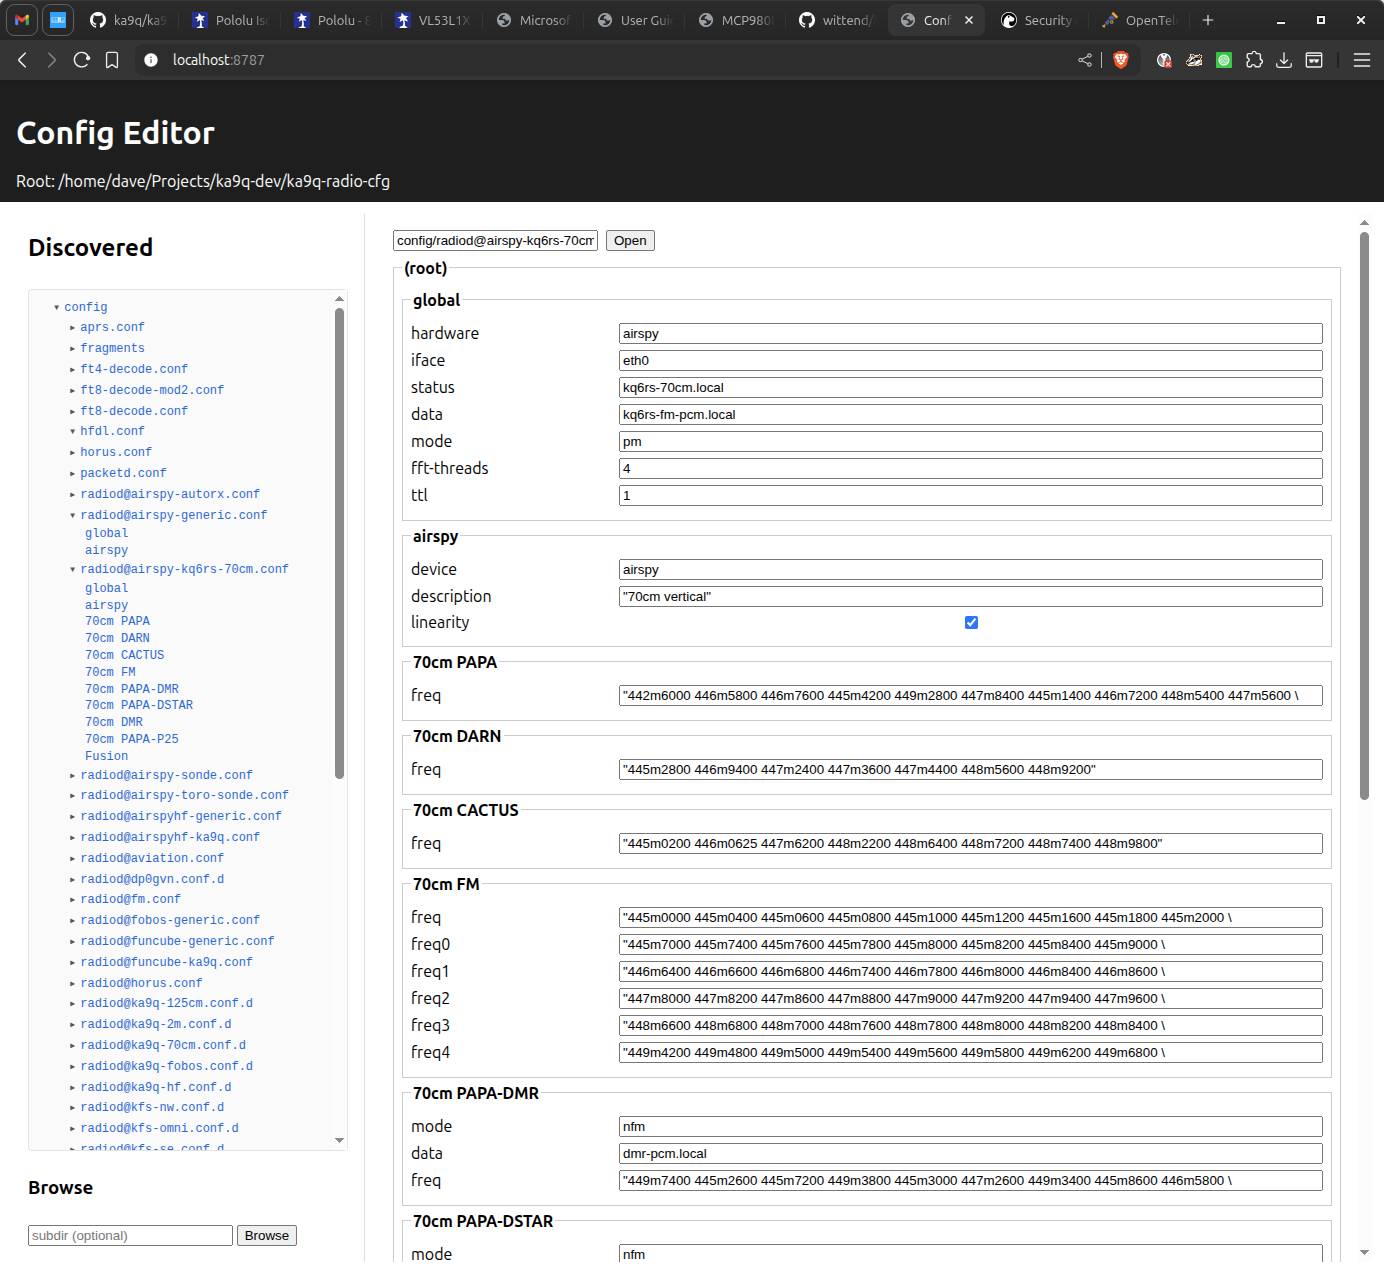 ka9q/ka9
Pololu Iso
Pololu - 8
VL53L1X
Microsof
User Gui
MCP980
wittend/
Conf
Security
OpenTel
localhost:8787
Config Editor
Root: /home/dave/Projects/ka9q-dev/ka9q-radio-cfg
Discovered
config
aprs.conf
fragments
ft4-decode.conf
ft8-decode-mod2.conf
ft8-decode.conf
hfdl.conf
horus.conf
packetd.conf
radiod@airspy-autorx.conf
radiod@airspy-generic.conf
global
airspy
radiod@airspy-kq6rs-70cm.conf
global
airspy
70cm PAPA
70cm DARN
70cm CACTUS
70cm FM
70cm PAPA-DMR
70cm PAPA-DSTAR
70cm DMR
70cm PAPA-P25
Fusion
radiod@airspy-sonde.conf
radiod@airspy-toro-sonde.conf
radiod@airspyhf-generic.conf
radiod@airspyhf-ka9q.conf
radiod@aviation.conf
radiod@dp0gvn.conf.d
radiod@fm.conf
radiod@fobos-generic.conf
radiod@funcube-generic.conf
radiod@funcube-ka9q.conf
radiod@horus.conf
radiod@ka9q-125cm.conf.d
radiod@ka9q-2m.conf.d
radiod@ka9q-70cm.conf.d
radiod@ka9q-fobos.conf.d
radiod@ka9q-hf.conf.d
radiod@kfs-nw.conf.d
radiod@kfs-omni.conf.d
radiod@kfs-se.conf.d
Browse
subdir (optional) Browse
config/radiod@airspy-kq6rs-70cm Open
(root)
global
hardware airspy
iface eth0
status kq6rs-70cm.local
data kq6rs-fm-pcm.local
mode pm
fft-threads 4
ttl 1
airspy
device airspy
description "70cm vertical"
linearity
70cm PAPA
freq "442m6000 446m5800 446m7600 445m4200 449m2800 447m8400 445m1400 446m7200 448m5400 447m5600 \
70cm DARN
freq "445m2800 446m9400 447m2400 447m3600 447m4400 448m5600 448m9200"
70cm CACTUS
freq "445m0200 446m0625 447m6200 448m2200 448m6400 448m7200 448m7400 448m9800"
70cm FM
freq "445m0000 445m0400 445m0600 445m0800 445m1000 445m1200 445m1600 445m1800 445m2000 \
freq0 "445m7000 445m7400 445m7600 445m7800 445m8000 445m8200 445m8400 445m9000 \
freq1 "446m6400 446m6600 446m6800 446m7400 446m7800 446m8000 446m8400 446m8600 \
freq2 "447m8000 447m8200 447m8600 447m8800 447m9000 447m9200 447m9400 447m9600 \
freq3 "448m6600 448m6800 448m7000 448m7600 448m7800 448m8000 448m8200 448m8400 \
freq4 "449m4200 449m4800 449m5000 449m5400 449m5600 449m5800 449m6200 449m6800 \
70cm PAPA-DMR
mode nfm
data dmr-pcm.local
freq "449m7400 445m2600 445m7200 449m3800 445m3000 447m2600 449m3400 445m8600 446m5800 \
70cm PAPA-DSTAR
mode nfm